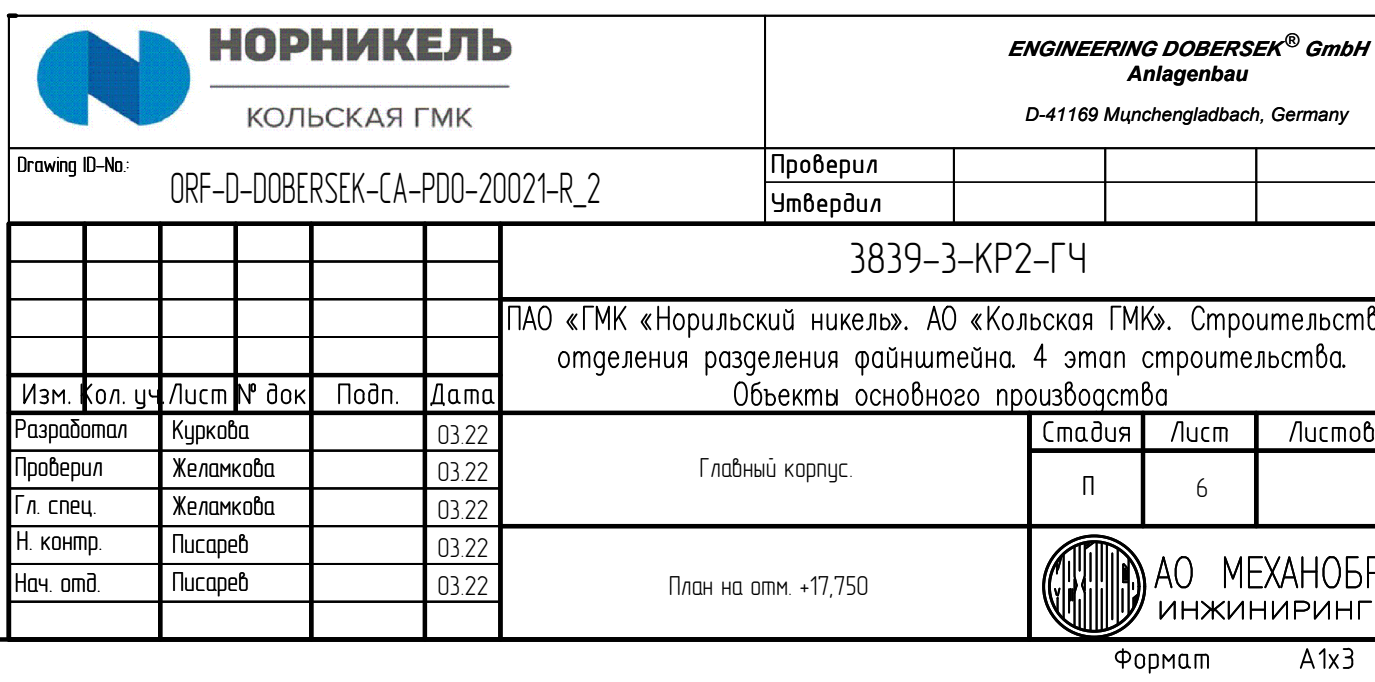 НОРНИКЕЛЬ
КОЛЬСКАЯ ГМК
ENGINEERING DOBERSEK® GmbH
Anlagenbau
D-41169 Mцnchengladbach, Germany
Drawing ID-No.:
ORF-D-DOBERSEK-CA-PD0-20021-R_2
Проверил
Утвердил
3839-3-КР2-ГЧ
ПАО «ГМК «Норильский никель». АО «Кольская ГМК». Строительств
отделения разделения файнштейна. 4 этап строительства.
Объекты основного производства
Изм. Кол. уч Лист № док Подп. Дата
Разработал Куркова 03.22
Проверил Желамкова 03.22
Гл. спец. Желамкова 03.22
Н. контр. Писарев 03.22
Нач. отд. Писарев 03.22
Главный корпус.
Стадия Лист Листов
П 6
План на отм. +17,750
АО МЕХАНОБР
ИНЖИНИРИНГ
Формат А1х3